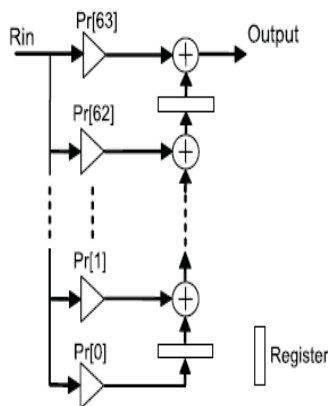 Pr[63]
Rin
Output
Pr[62]
Pr[1]
Pr[0]
Register